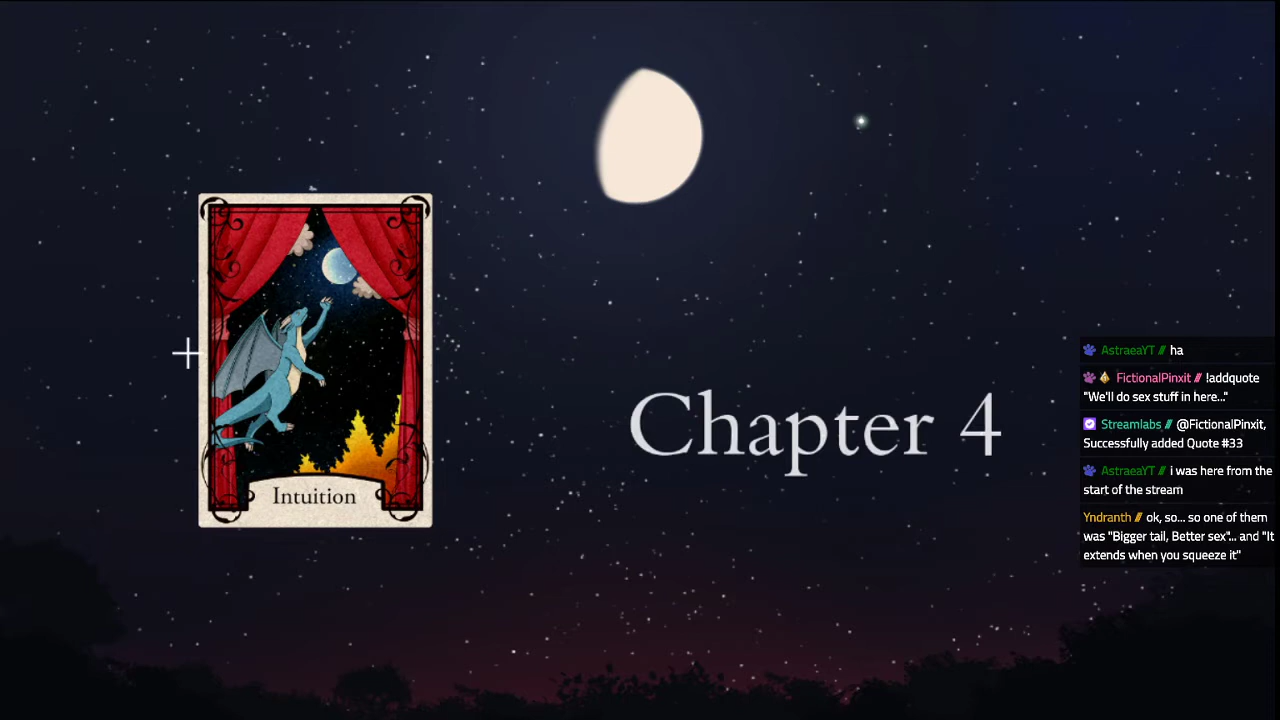 Intuition
Chapter 4
AstraeaYT // ha
FictionalPinxit // !addquote
"We'll do sex stuff in here..."
Streamlabs // @FictionalPinxit,
Successfully added Quote #33
AstraeaYT // i was here from the
start of the stream
Yndranth // ok, so... so one of them
was "Bigger tail, Better sex"... and "It
extends when you squeeze it"